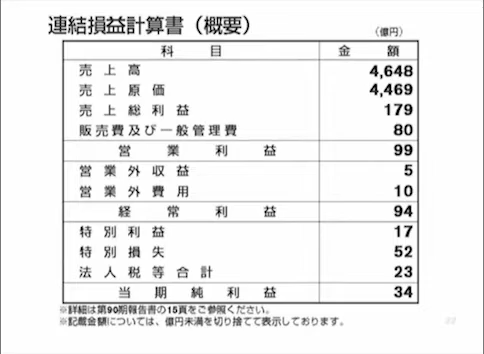 連結損益計算書（概要）
（億円）
科目 金額
売上高 4,648
売上原価 4,469
売上総利益 179
販売費及び一般管理費 80
営業利益 99
営業外収益 5
営業外費用 10
経常利益 94
特別利益 17
特別損失 52
法人税等合計 23
当期純利益 34
※詳細は第90期報告書の15頁をご参照ください。
※記載金額については、億円未満を切り捨てて表示しております。